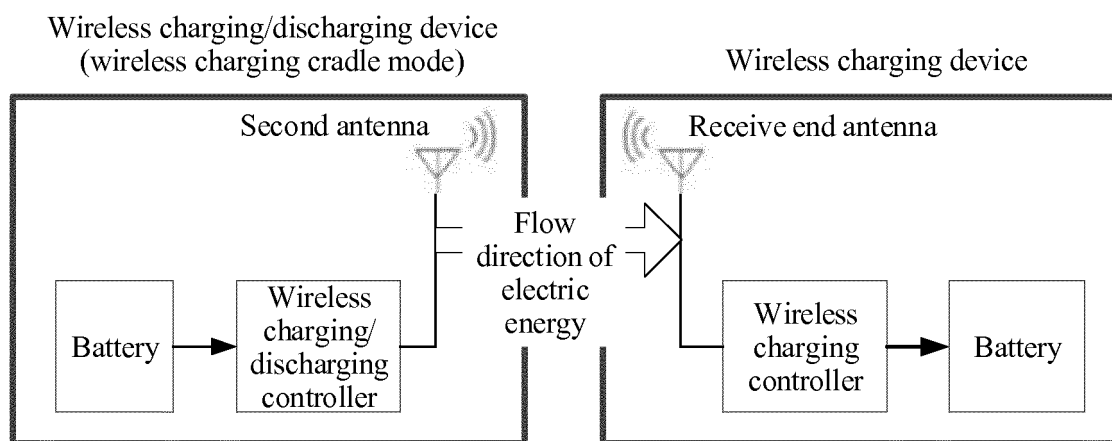 Wireless charging/discharging device
(wireless charging cradle mode)
Wireless charging device
Second antenna
Receive end antenna
Flow
direction of
electric
energy
Battery
Wireless
charging/
discharging
controller
Wireless
charging
controller
Battery